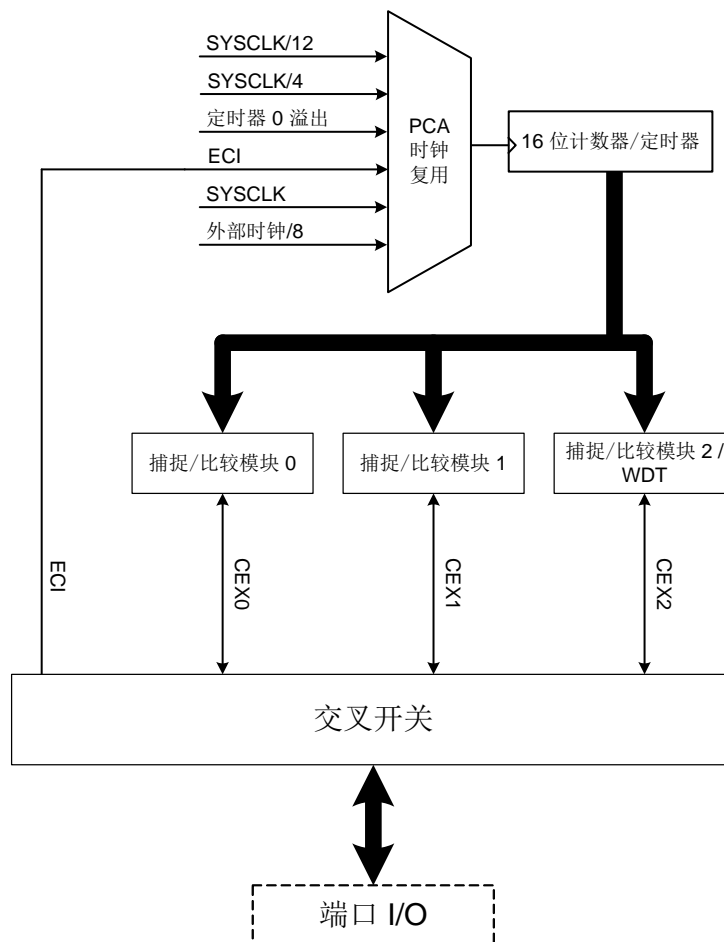 SYSCLK/12
SYSCLK/4
定时器 0 溢出
ECI
SYSCLK
外部时钟/8
PCA
时钟
复用
16 位计数器/定时器
捕捉/比较模块 0
捕捉/比较模块 1
捕捉/比较模块 2 /
WDT
ECI
CEX0
CEX1
CEX2
交叉开关
端口 I/O